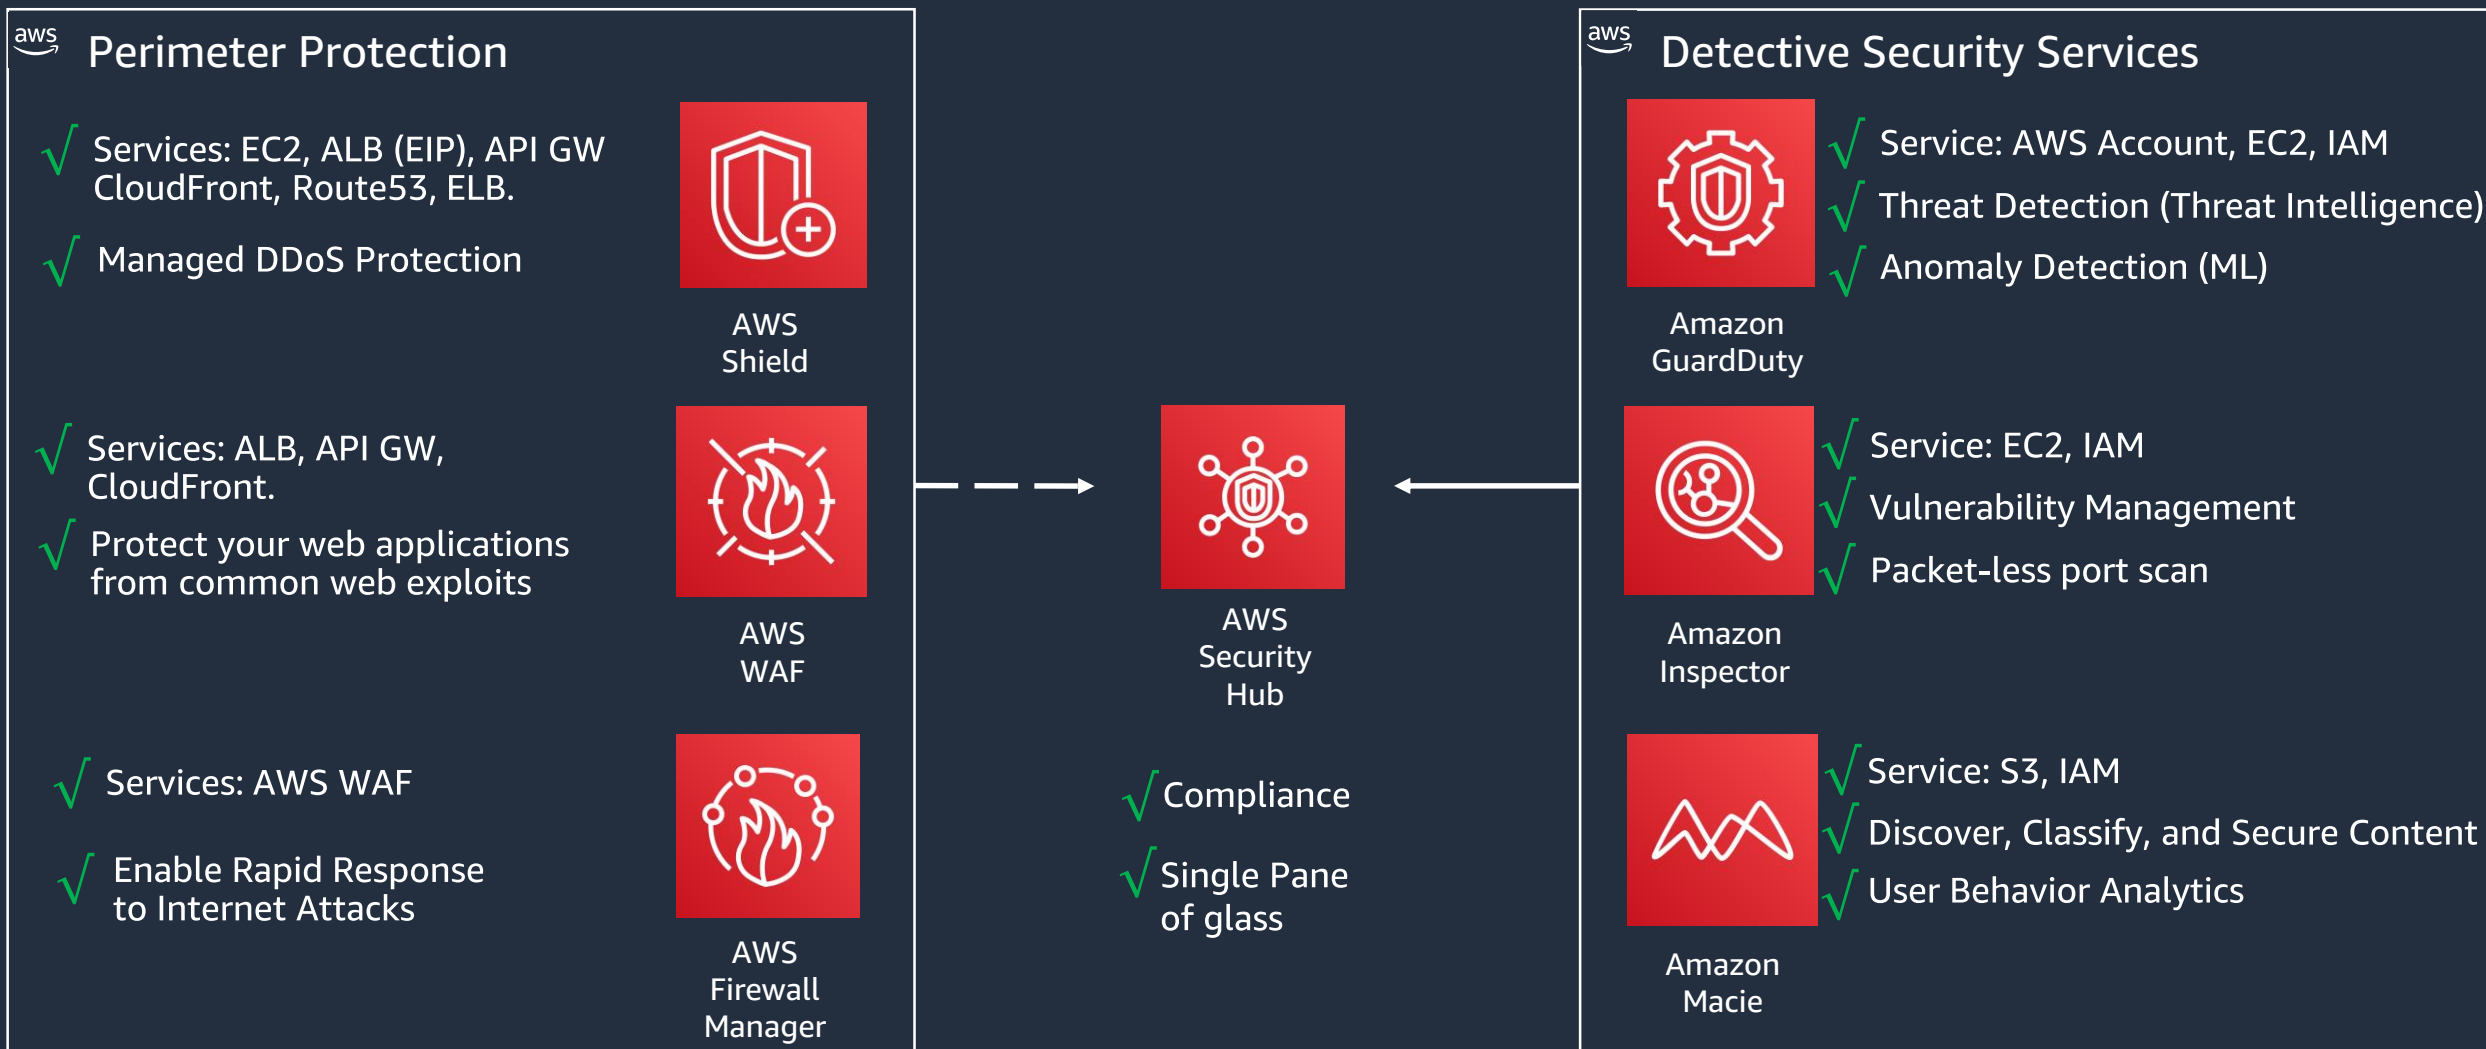 aws
Perimeter Protection
Services: EC2, ALB (EIP), API GW
CloudFront, Route53, ELB.
Managed DDoS Protection
AWS
Shield
Services: ALB, API GW,
CloudFront.
Protect your web applications
from common web exploits
AWS
WAF
Services: AWS WAF
Enable Rapid Response
to Internet Attacks
AWS
Firewall
Manager
AWS
Security
Hub
Compliance
Single Pane
of glass
aws
Detective Security Services
Service: AWS Account, EC2, IAM
Threat Detection (Threat Intelligence)
Anomaly Detection (ML)
Amazon
GuardDuty
Service: EC2, IAM
Vulnerability Management
Packet-less port scan
Amazon
Inspector
Service: S3, IAM
Discover, Classify, and Secure Content
User Behavior Analytics
Amazon
Macie